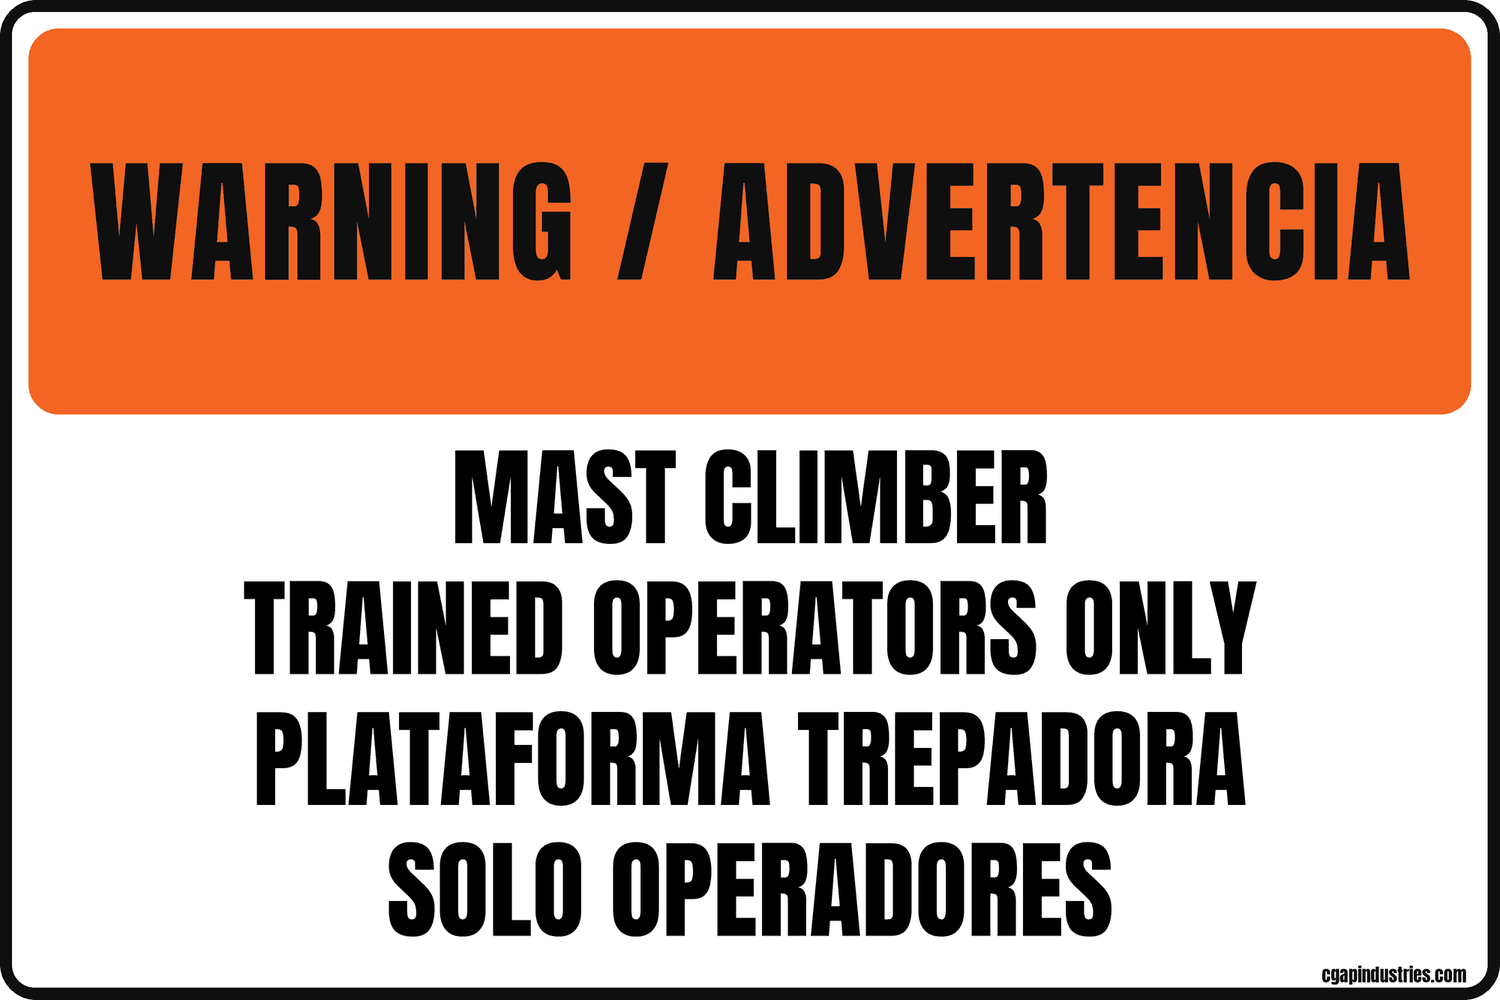 WARNING / ADVERTENCIA
MAST CLIMBER
TRAINED OPERATORS ONLY
PLATAFORMA TREPADORA
SOLO OPERADORES
cgapindustries.com